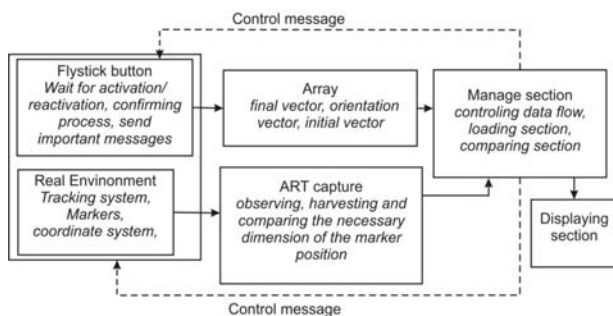 Control message
Flystick button
Wait for activation/
reactivation, confirming
process, send
important messages
Array
final vector, orientation
vector, initial vector
Manage section
controling data flow,
loading section,
comparing section
Real Environment
Tracking system,
Markers,
coordinate system,
ART capture
observing, harvesting and
comparing the necessary
dimension of the marker
position
Displaying
section
Control message